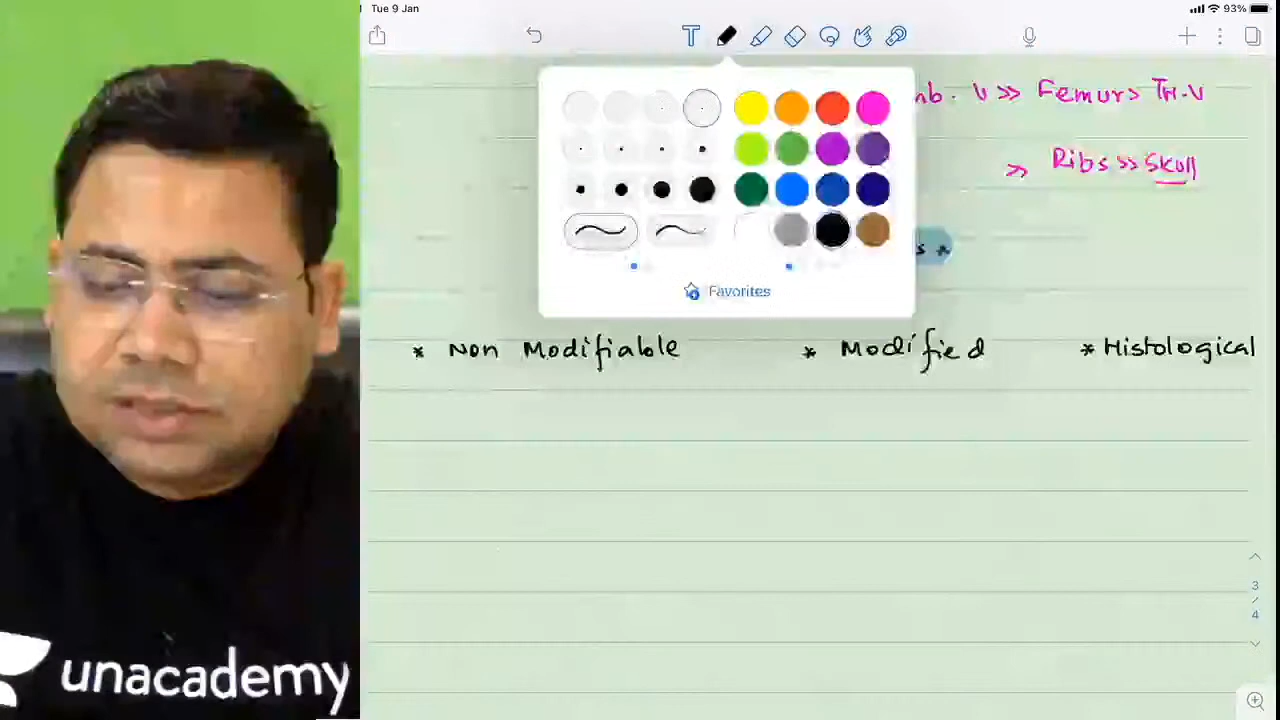 Tue 9 Jan
93%
T
V >> Femur > TH.V
>> Ribs >> Skull
Favorites
s *
* Non Modifiable * Modified * Histological
3
/
4
unacademy